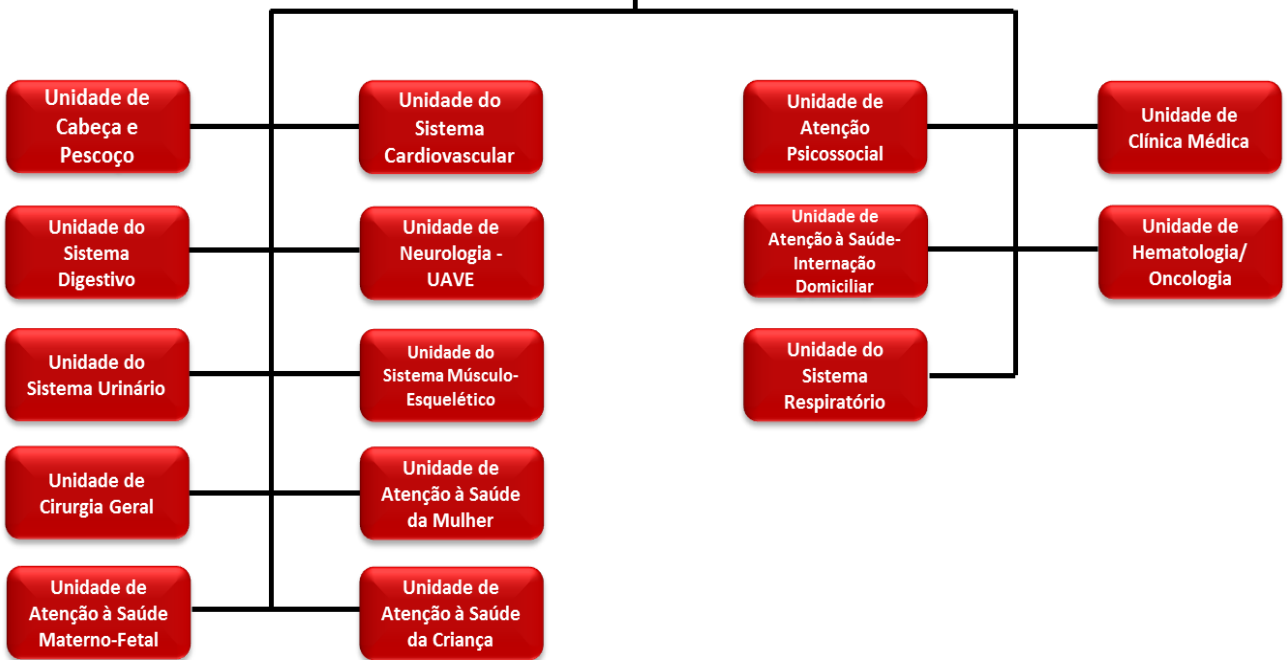 Unidade de
Cabeça e
Pescoço
Unidade do
Sistema
Cardiovascular
Unidade de
Atenção
Psicossocial
Unidade de
Clínica Médica
Unidade do
Sistema
Digestivo
Unidade de
Neurologia -
UAVE
Unidade de
Atenção à Saúde-
Internação
Domiciliar
Unidade de
Hematologia/
Oncologia
Unidade do
Sistema Urinário
Unidade do
Sistema Músculo-
Esquelético
Unidade do
Sistema
Respiratório
Unidade de
Cirurgia Geral
Unidade de
Atenção à Saúde
da Mulher
Unidade de
Atenção à Saúde
Materno-Fetal
Unidade de
Atenção à Saúde
da Criança